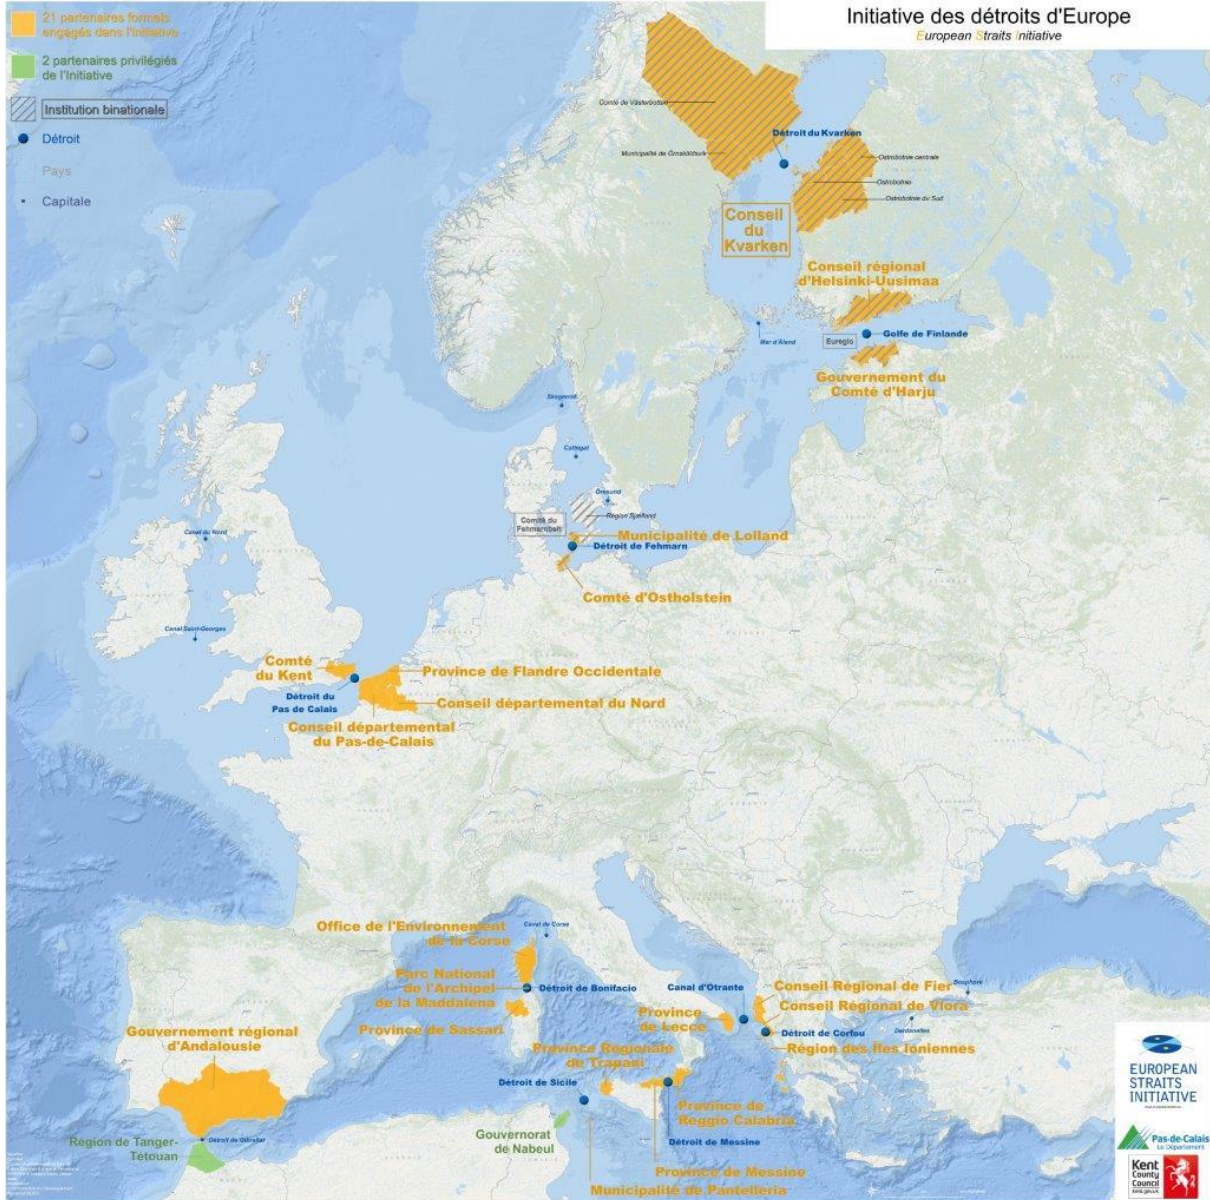 Initiative des détroits d'Europe
European Straits Initiative
21 partenaires formels
engagés dans l'Initiative
2 partenaires privilégiés
de l'Initiative
Institution binationale
Détroit
Pays
Capitale
Comté de Västerbotten
Détroit du Kvarken
Municipalité de Örnsköldsvik
Ostrobotnie centrale
Ostrobotnie
Ostrobotnie du Sud
Conseil
du
Kvarken
Conseil régional
d'Helsinki-Uusimaa
Mer d'Åland
Euregio
Golfe de Finlande
Gouvernement du
Comté d'Harju
Skagerrak
Cattégat
Öresund
Région Sjælland
Comité du
Fehmarnbelt
Municipalité de Lolland
Détroit de Fehmarn
Comté d'Ostholstein
Canal du Nord
Canal Saint-Georges
Comté
du Kent
Détroit du
Pas de Calais
Province de Flandre Occidentale
Conseil départemental du Nord
Conseil départemental
du Pas-de-Calais
Office de l'Environnement
de la Corse
Canal de Corse
Parc National
de l'Archipel
de la Maddalena
Détroit de Bonifacio
Province de Sassari
Canal d'Otrante
Conseil Régional de Fier
Conseil Régional de Vlora
Bosphore
Dardanelles
Province
de Lecce
Détroit de Corfou
Région des Îles Ioniennes
Gouvernement régional
d'Andalousie
Province Régionale
de Trapani
Détroit de Sicile
Province de
Reggio Calabria
Détroit de Messine
Région de Tanger-
Tétouan
Détroit de Gibraltar
Gouvernorat
de Nabeul
Province de Messine
Municipalité de Pantelleria
EUROPEAN
STRAITS
INITIATIVE
Pas-de-Calais
Le Département
Kent
County
Council
kent.gov.uk